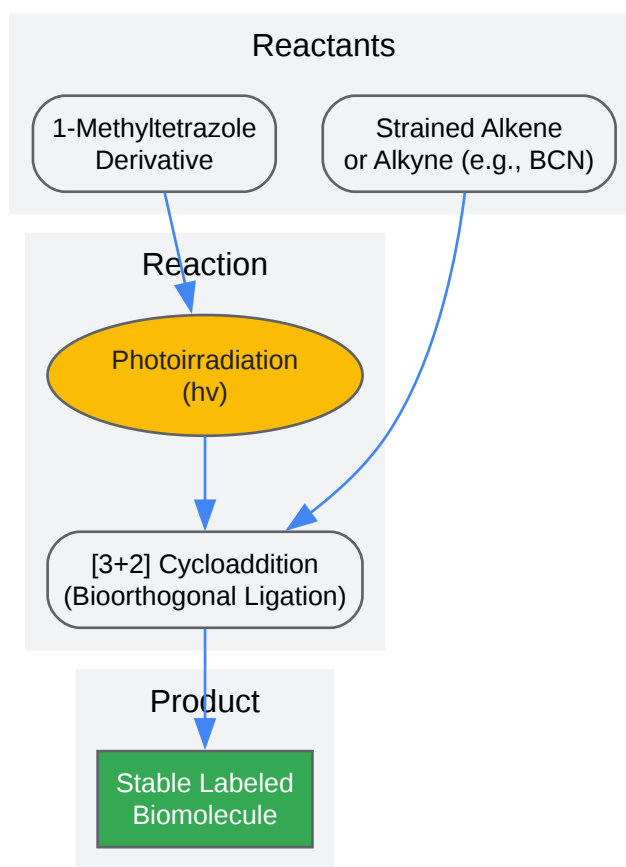 Reactants
1-Methyltetrazole
Derivative
Strained Alkene
or Alkyne (e.g., BCN)
Reaction
Photoirradiation
(hv)
[3+2] Cycloaddition
(Bioorthogonal Ligation)
Product
Stable Labeled
Biomolecule